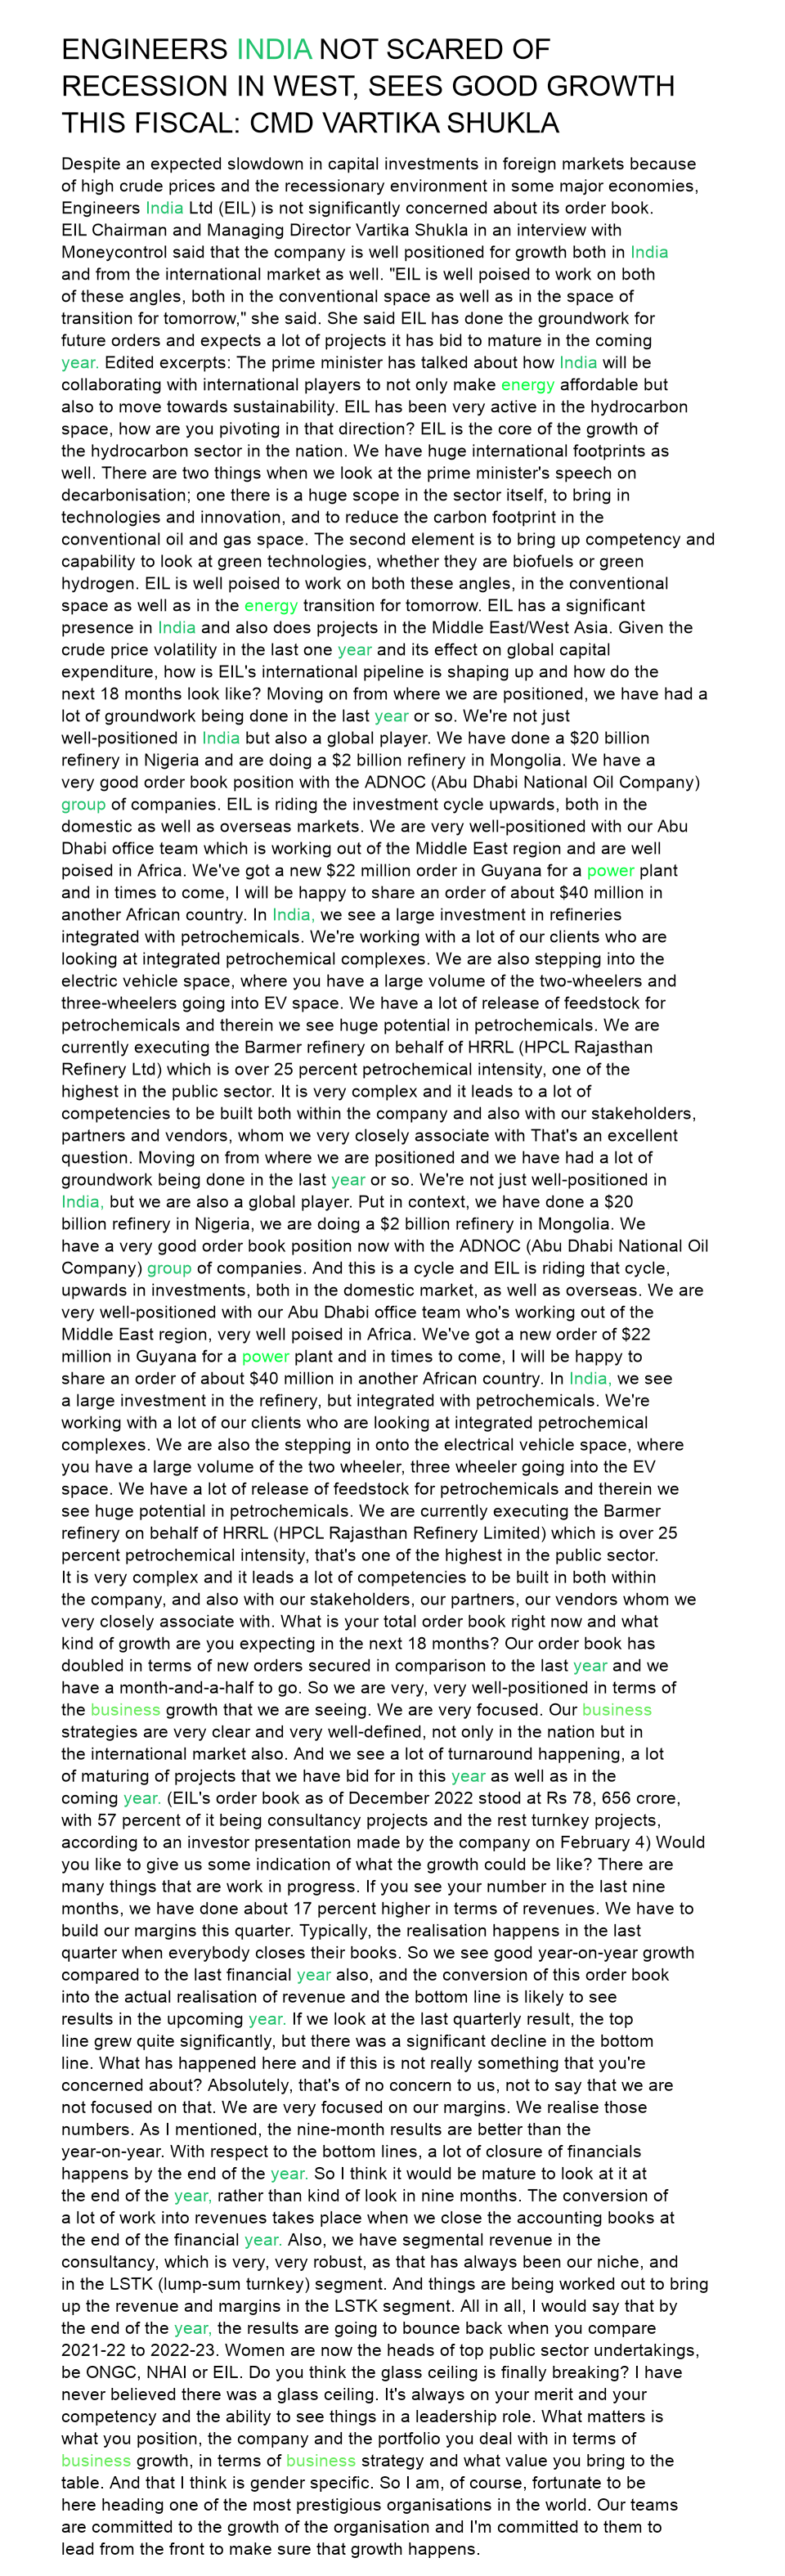 ENGINEERS INDIA NOT SCARED OF
RECESSION IN WEST, SEES GOOD GROWTH
THIS FISCAL: CMD VARTIKA SHUKLA
Despite an expected slowdown in capital investments in foreign markets because
of high crude prices and the recessionary environment in some major economies,
Engineers India Ltd (EIL) is not significantly concerned about its order book.
EIL Chairman and Managing Director Vartika Shukla in an interview with
Moneycontrol said that the company is well positioned for growth both in India
and from the international market as well. "EIL is well poised to work on both
of these angles, both in the conventional space as well as in the space of
transition for tomorrow," she said. She said EIL has done the groundwork for
future orders and expects a lot of projects it has bid to mature in the coming
year. Edited excerpts: The prime minister has talked about how India will be
collaborating with international players to not only make energy affordable but
also to move towards sustainability. EIL has been very active in the hydrocarbon
space, how are you pivoting in that direction? EIL is the core of the growth of
the hydrocarbon sector in the nation. We have huge international footprints as
well. There are two things when we look at the prime minister's speech on
decarbonisation; one there is a huge scope in the sector itself, to bring in
technologies and innovation, and to reduce the carbon footprint in the
conventional oil and gas space. The second element is to bring up competency and
capability to look at green technologies, whether they are biofuels or green
hydrogen. EIL is well poised to work on both these angles, in the conventional
space as well as in the energy transition for tomorrow. EIL has a significant
presence in India and also does projects in the Middle East/West Asia. Given the
crude price volatility in the last one year and its effect on global capital
expenditure, how is EIL's international pipeline is shaping up and how do the
next 18 months look like? Moving on from where we are positioned, we have had a
lot of groundwork being done in the last year or so. We're not just
well-positioned in India but also a global player. We have done a $20 billion
refinery in Nigeria and are doing a $2 billion refinery in Mongolia. We have a
very good order book position with the ADNOC (Abu Dhabi National Oil Company)
group of companies. EIL is riding the investment cycle upwards, both in the
domestic as well as overseas markets. We are very well-positioned with our Abu
Dhabi office team which is working out of the Middle East region and are well
poised in Africa. We've got a new $22 million order in Guyana for a power plant
and in times to come, I will be happy to share an order of about $40 million in
another African country. In India, we see a large investment in refineries
integrated with petrochemicals. We're working with a lot of our clients who are
looking at integrated petrochemical complexes. We are also stepping into the
electric vehicle space, where you have a large volume of the two-wheelers and
three-wheelers going into EV space. We have a lot of release of feedstock for
petrochemicals and therein we see huge potential in petrochemicals. We are
currently executing the Barmer refinery on behalf of HRRL (HPCL Rajasthan
Refinery Ltd) which is over 25 percent petrochemical intensity, one of the
highest in the public sector. It is very complex and it leads to a lot of
competencies to be built both within the company and also with our stakeholders,
partners and vendors, whom we very closely associate with That's an excellent
question. Moving on from where we are positioned and we have had a lot of
groundwork being done in the last year or so. We're not just well-positioned in
India, but we are also a global player. Put in context, we have done a $20
billion refinery in Nigeria, we are doing a $2 billion refinery in Mongolia. We
have a very good order book position now with the ADNOC (Abu Dhabi National Oil
Company) group of companies. And this is a cycle and EIL is riding that cycle,
upwards in investments, both in the domestic market, as well as overseas. We are
very well-positioned with our Abu Dhabi office team who's working out of the
Middle East region, very well poised in Africa. We've got a new order of $22
million in Guyana for a power plant and in times to come, I will be happy to
share an order of about $40 million in another African country. In India, we see
a large investment in the refinery, but integrated with petrochemicals. We're
working with a lot of our clients who are looking at integrated petrochemical
complexes. We are also the stepping in onto the electrical vehicle space, where
you have a large volume of the two wheeler, three wheeler going into the EV
space. We have a lot of release of feedstock for petrochemicals and therein we
see huge potential in petrochemicals. We are currently executing the Barmer
refinery on behalf of HRRL (HPCL Rajasthan Refinery Limited) which is over 25
percent petrochemical intensity, that's one of the highest in the public sector.
It is very complex and it leads a lot of competencies to be built in both within
the company, and also with our stakeholders, our partners, our vendors whom we
very closely associate with. What is your total order book right now and what
kind of growth are you expecting in the next 18 months? Our order book has
doubled in terms of new orders secured in comparison to the last year and we
have a month-and-a-half to go. So we are very, very well-positioned in terms of
the business growth that we are seeing. We are very focused. Our business
strategies are very clear and very well-defined, not only in the nation but in
the international market also. And we see a lot of turnaround happening, a lot
of maturing of projects that we have bid for in this year as well as in the
coming year. (EIL's order book as of December 2022 stood at Rs 78, 656 crore,
with 57 percent of it being consultancy projects and the rest turnkey projects,
according to an investor presentation made by the company on February 4) Would
you like to give us some indication of what the growth could be like? There are
many things that are work in progress. If you see your number in the last nine
months, we have done about 17 percent higher in terms of revenues. We have to
build our margins this quarter. Typically, the realisation happens in the last
quarter when everybody closes their books. So we see good year-on-year growth
compared to the last financial year also, and the conversion of this order book
into the actual realisation of revenue and the bottom line is likely to see
results in the upcoming year. If we look at the last quarterly result, the top
line grew quite significantly, but there was a significant decline in the bottom
line. What has happened here and if this is not really something that you're
concerned about? Absolutely, that's of no concern to us, not to say that we are
not focused on that. We are very focused on our margins. We realise those
numbers. As I mentioned, the nine-month results are better than the
year-on-year. With respect to the bottom lines, a lot of closure of financials
happens by the end of the year. So I think it would be mature to look at it at
the end of the year, rather than kind of look in nine months. The conversion of
a lot of work into revenues takes place when we close the accounting books at
the end of the financial year. Also, we have segmental revenue in the
consultancy, which is very, very robust, as that has always been our niche, and
in the LSTK (lump-sum turnkey) segment. And things are being worked out to bring
up the revenue and margins in the LSTK segment. All in all, I would say that by
the end of the year, the results are going to bounce back when you compare
2021-22 to 2022-23. Women are now the heads of top public sector undertakings,
be ONGC, NHAI or EIL. Do you think the glass ceiling is finally breaking? I have
never believed there was a glass ceiling. It's always on your merit and your
competency and the ability to see things in a leadership role. What matters is
what you position, the company and the portfolio you deal with in terms of
business growth, in terms of business strategy and what value you bring to the
table. And that I think is gender specific. So I am, of course, fortunate to be
here heading one of the most prestigious organisations in the world. Our teams
are committed to the growth of the organisation and I'm committed to them to
lead from the front to make sure that growth happens.